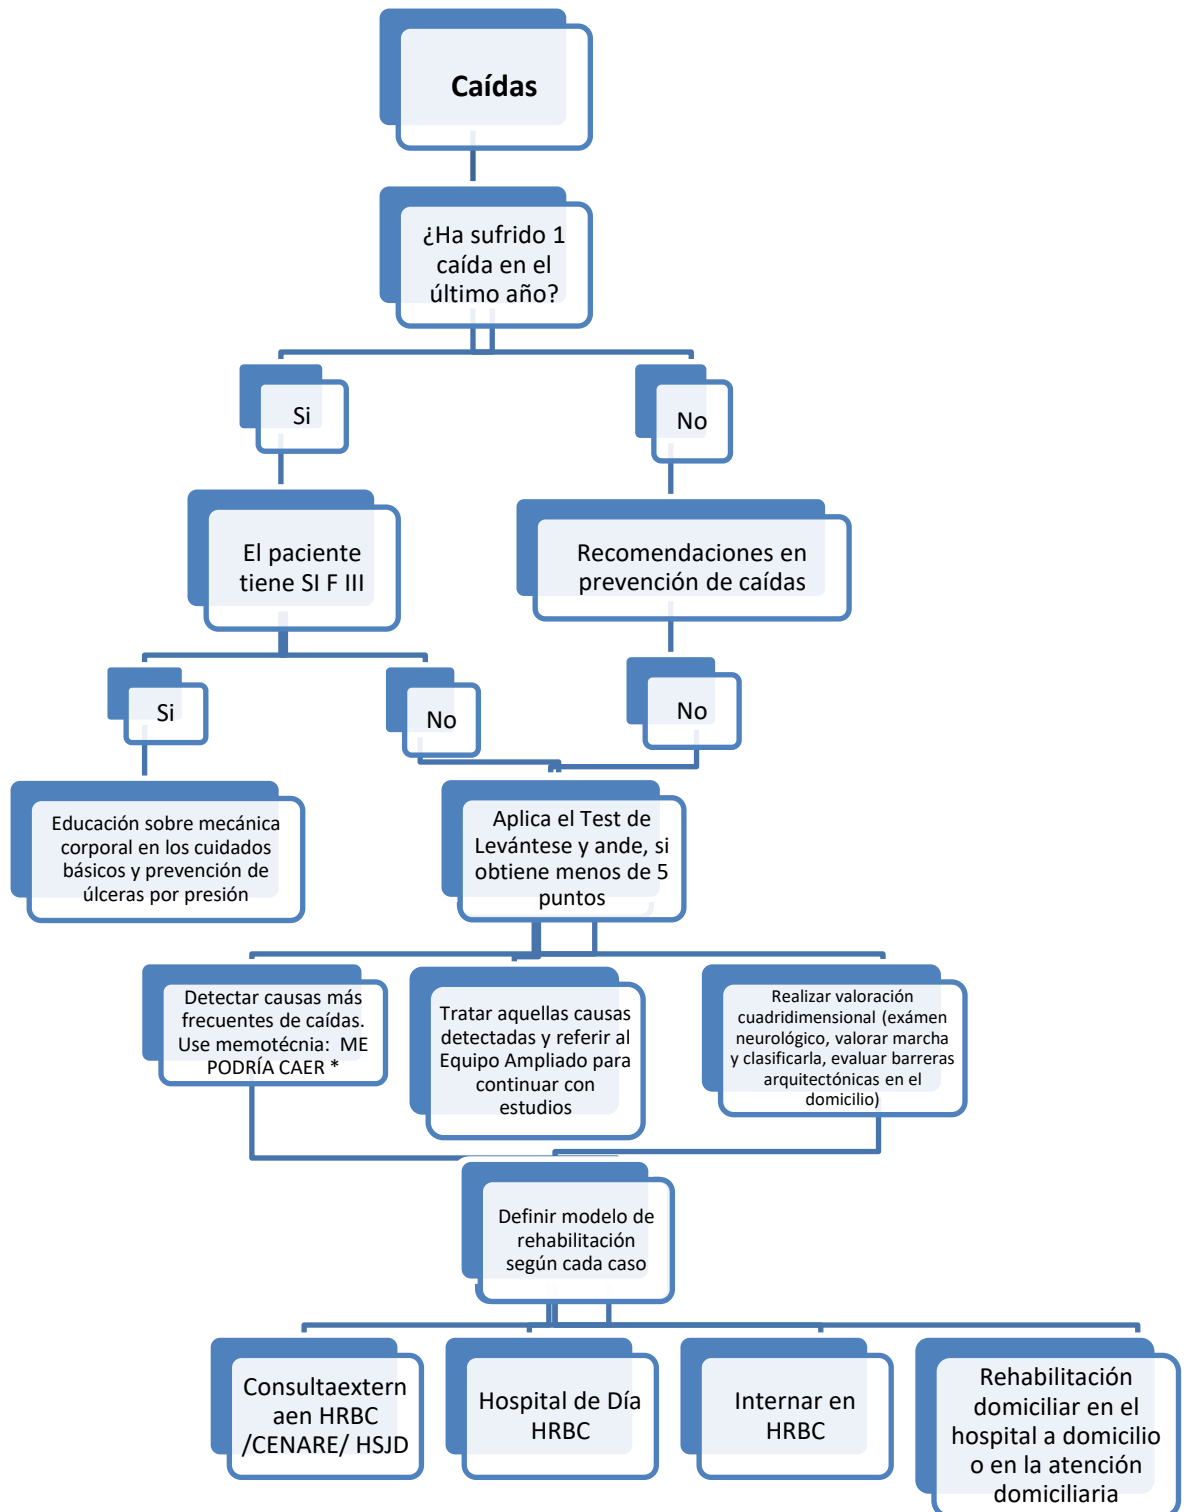 Caídas
¿Ha sufrido 1
caída en el
último año?
Si
No
El paciente
tiene SI F III
Recomendaciones en
prevención de caídas
Si
No
No
Educación sobre mecánica
corporal en los cuidados
básicos y prevención de
úlceras por presión
Aplica el Test de
Levántese y ande, si
obtiene menos de 5
puntos
Detectar causas más
frecuentes de caídas.
Use memotécnia: ME
PODRÍA CAER *
Tratar aquellas causas
detectadas y referir al
Equipo Ampliado para
continuar con
estudios
Realizar valoración
cuadridimensional (exámen
neurológico, valorar marcha
y clasificarla, evaluar barreras
arquitectónicas en el
domicilio)
Definir modelo de
rehabilitación
según cada caso
Consultaextern
aen HRBC
/CENARE/ HSJD
Hospital de Día
HRBC
Internar en
HRBC
Rehabilitación
domiciliar en el
hospital a domicilio
o en la atención
domiciliaria